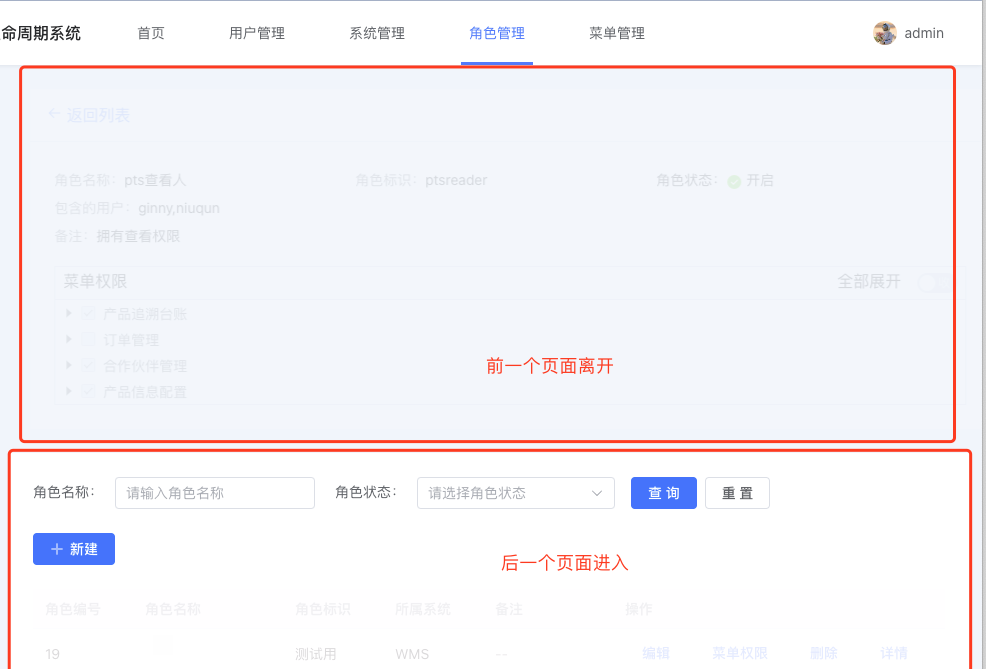 命周期系统 首页 用户管理 系统管理 角色管理 菜单管理 admin
← 返回列表
角色名称: pts查看人 角色标识: ptsreader 角色状态: 开启
包含的用户: ginny,niuqun
备注: 拥有查看权限
菜单权限 全部展开
产品追溯台账
订单管理
合作伙伴管理
产品信息配置
前一个页面离开
角色名称: 请输入角色名称 角色状态: 请选择角色状态 查 询 重 置
+ 新建
后一个页面进入
角色编号 角色名称 角色标识 所属系统 备注 操作
19 测试用 WMS -- 编辑 菜单权限 删除 详情